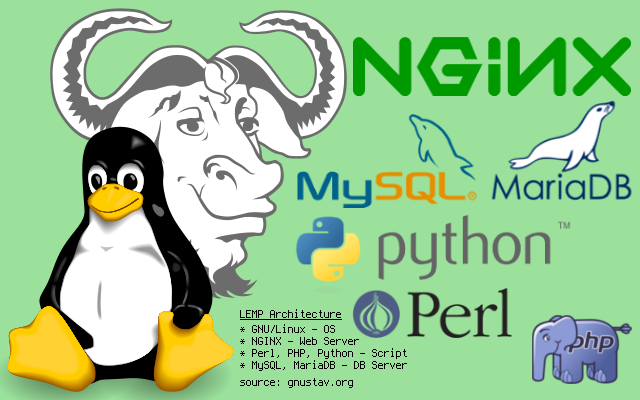 NGiNX
MySQL®
MariaDB
python™
Perl
php
LEMP Architecture
* GNU/Linux - OS
* NGINX - Web Server
* Perl, PHP, Python - Script
* MySQL, MariaDB - DB Server
source: gnustav.org